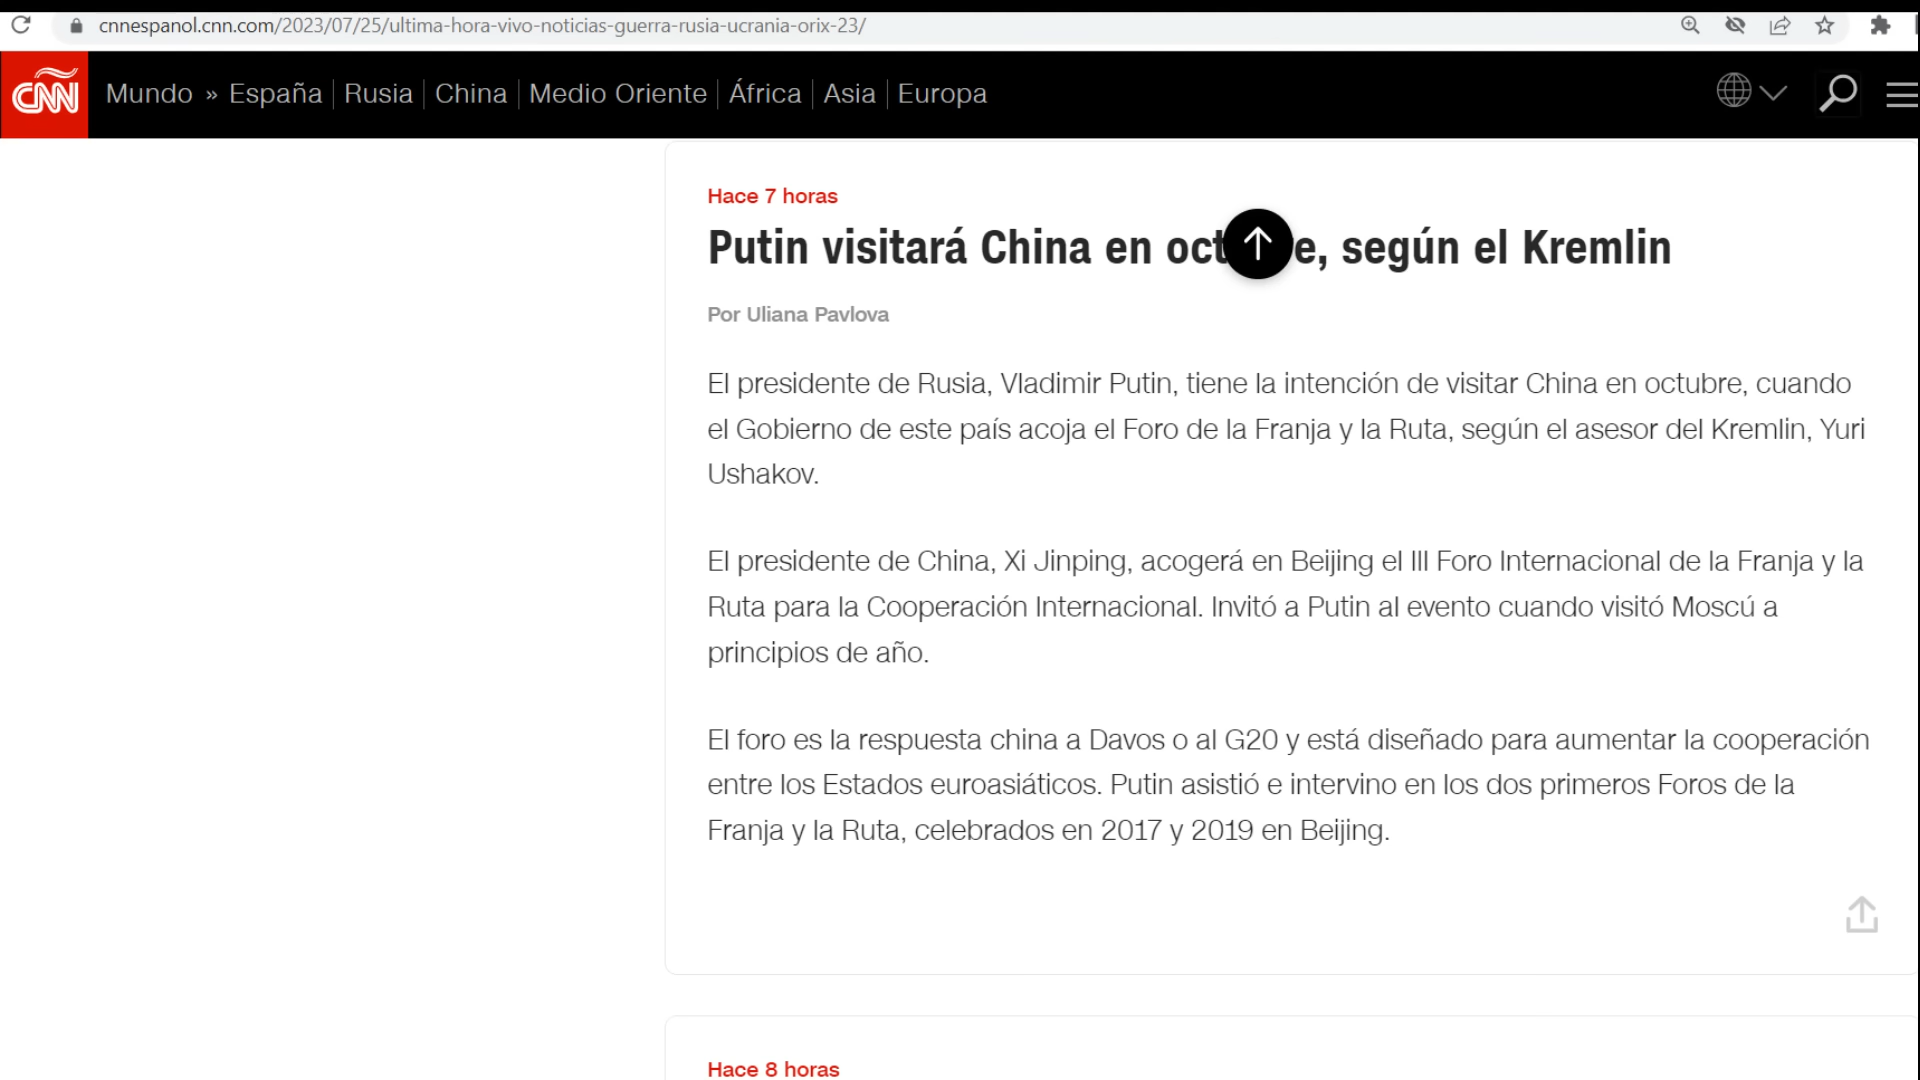 cnnespanol.cnn.com/2023/07/25/ultima-hora-vivo-noticias-guerra-rusia-ucrania-orix-23/
CNN Mundo » España Rusia China Medio Oriente África Asia Europa
Hace 7 horas
Putin visitará China en oct e, según el Kremlin
Por Uliana Pavlova
El presidente de Rusia, Vladimir Putin, tiene la intención de visitar China en octubre, cuando
el Gobierno de este país acoja el Foro de la Franja y la Ruta, según el asesor del Kremlin, Yuri
Ushakov.
El presidente de China, Xi Jinping, acogerá en Beijing el III Foro Internacional de la Franja y la
Ruta para la Cooperación Internacional. Invitó a Putin al evento cuando visitó Moscú a
principios de año.
El foro es la respuesta china a Davos o al G20 y está diseñado para aumentar la cooperación
entre los Estados euroasiáticos. Putin asistió e intervino en los dos primeros Foros de la
Franja y la Ruta, celebrados en 2017 y 2019 en Beijing.
Hace 8 horas